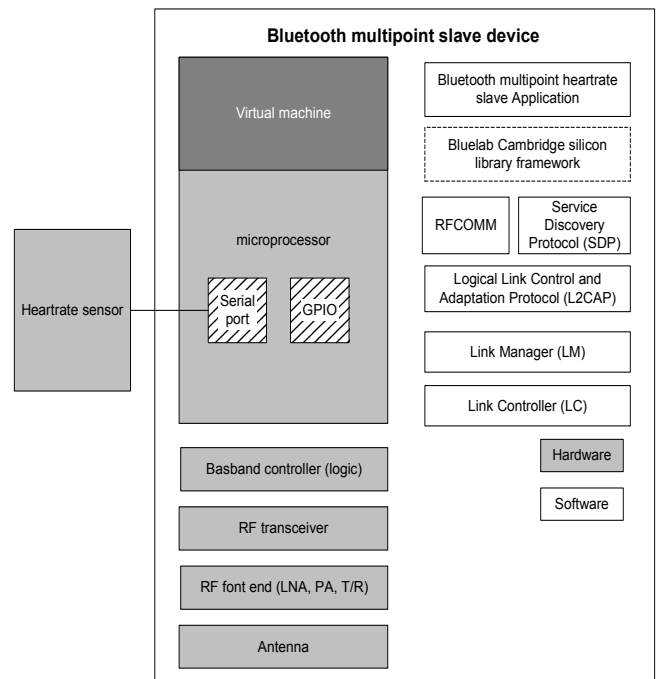 Bluetooth multipoint slave device
Virtual machine
microprocessor
Serial
port
GPIO
Heartrate sensor
Basband controller (logic)
RF transceiver
RF font end (LNA, PA, T/R)
Antenna
Bluetooth multipoint heartrate
slave Application
Bluelab Cambridge silicon
library framework
RFCOMM
Service
Discovery
Protocol (SDP)
Logical Link Control and
Adaptation Protocol (L2CAP)
Link Manager (LM)
Link Controller (LC)
Hardware
Software